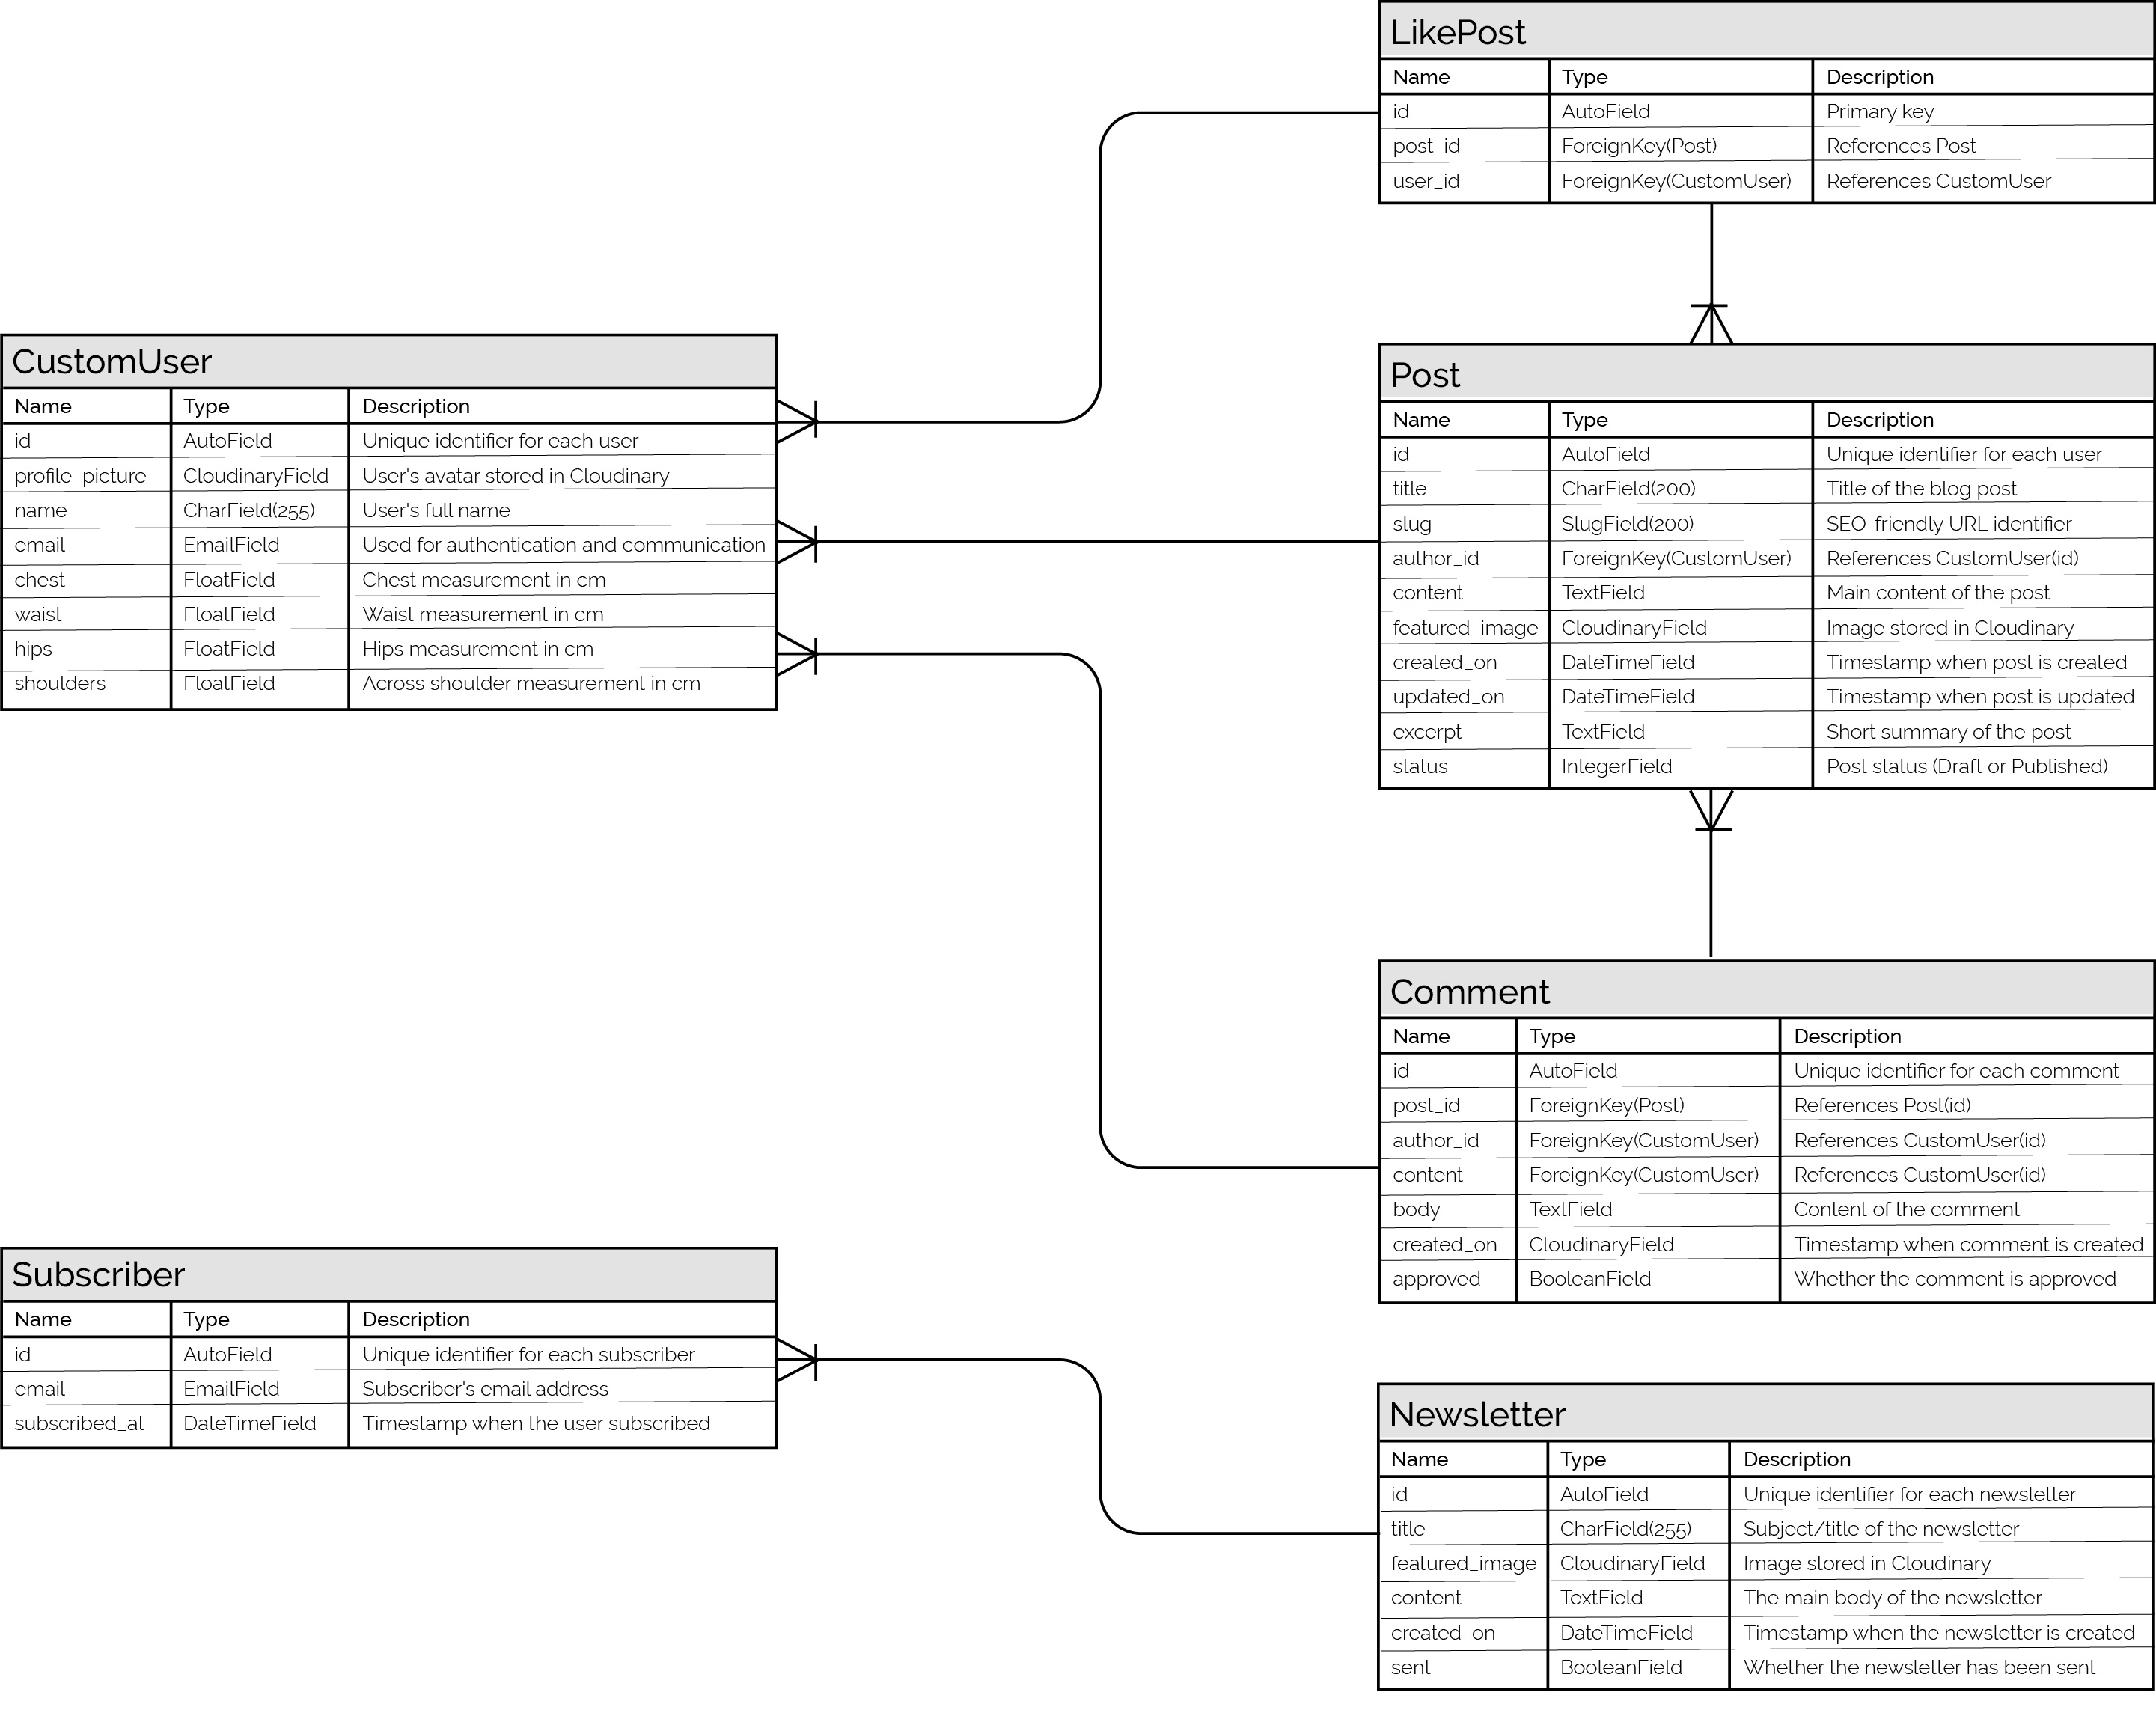 LikePost
Name Type Description
id AutoField Primary key
post_id ForeignKey(Post) References Post
user_id ForeignKey(CustomUser) References CustomUser
CustomUser
Name Type Description
id AutoField Unique identifier for each user
profile_picture CloudinaryField User's avatar stored in Cloudinary
name CharField(255) User's full name
email EmailField Used for authentication and communication
chest FloatField Chest measurement in cm
waist FloatField Waist measurement in cm
hips FloatField Hips measurement in cm
shoulders FloatField Across shoulder measurement in cm
Post
Name Type Description
id AutoField Unique identifier for each user
title CharField(200) Title of the blog post
slug SlugField(200) SEO-friendly URL identifier
author_id ForeignKey(CustomUser) References CustomUser(id)
content TextField Main content of the post
featured_image CloudinaryField Image stored in Cloudinary
created_on DateTimeField Timestamp when post is created
updated_on DateTimeField Timestamp when post is updated
excerpt TextField Short summary of the post
status IntegerField Post status (Draft or Published)
Comment
Name Type Description
id AutoField Unique identifier for each comment
post_id ForeignKey(Post) References Post(id)
author_id ForeignKey(CustomUser) References CustomUser(id)
content ForeignKey(CustomUser) References CustomUser(id)
body TextField Content of the comment
created_on CloudinaryField Timestamp when comment is created
approved BooleanField Whether the comment is approved
Subscriber
Name Type Description
id AutoField Unique identifier for each subscriber
email EmailField Subscriber's email address
subscribed_at DateTimeField Timestamp when the user subscribed
Newsletter
Name Type Description
id AutoField Unique identifier for each newsletter
title CharField(255) Subject/title of the newsletter
featured_image CloudinaryField Image stored in Cloudinary
content TextField The main body of the newsletter
created_on DateTimeField Timestamp when the newsletter is created
sent BooleanField Whether the newsletter has been sent